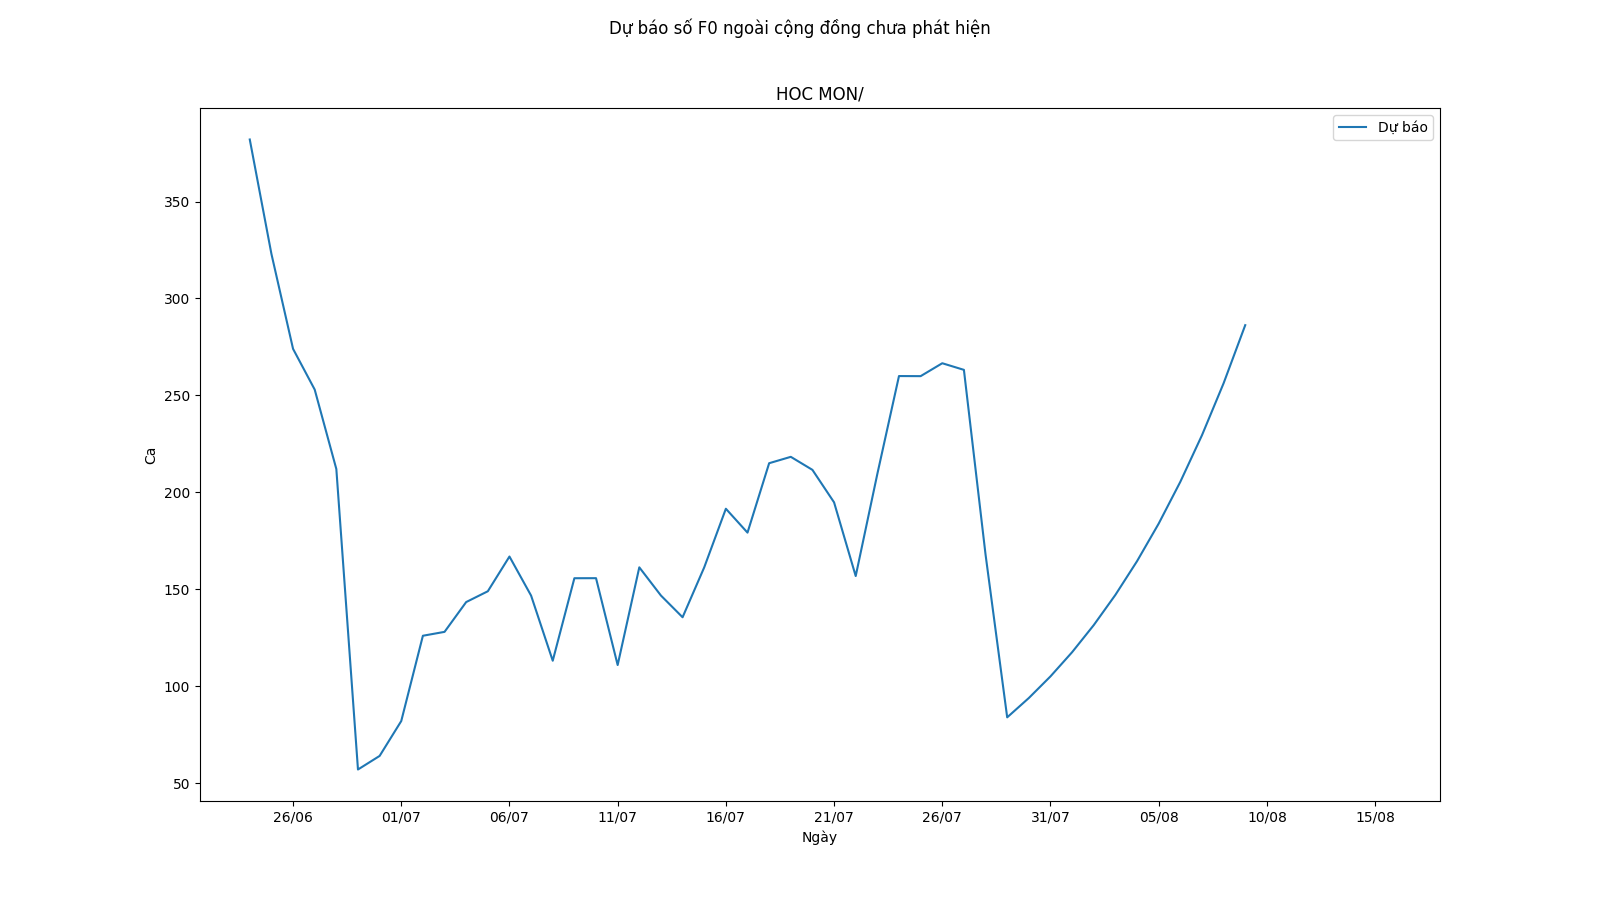 Dự báo số F0 ngoài cộng đồng chưa phát hiện
HOC MON/
Dự báo
350
300
250
200
150
100
50
Ca
26/06 01/07 06/07 11/07 16/07 21/07 26/07 31/07 05/08 10/08 15/08
Ngày